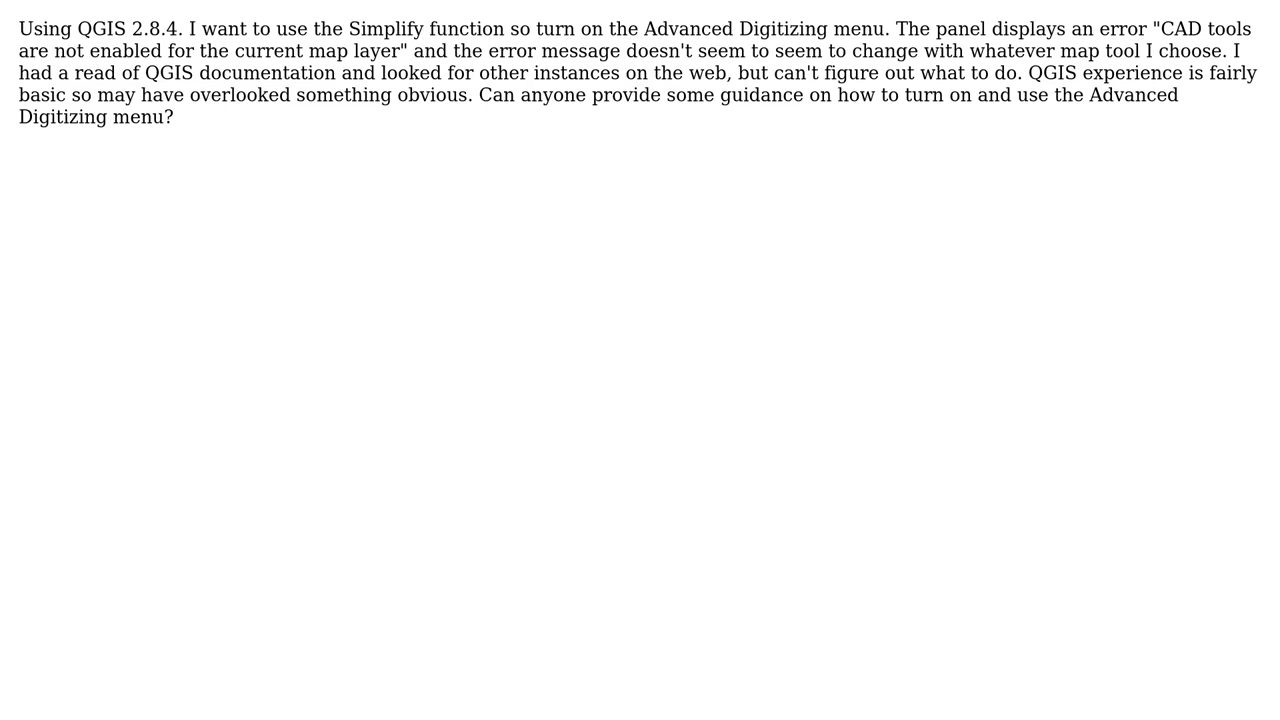 Using QGIS 2.8.4. I want to use the Simplify function so turn on the Advanced Digitizing menu. The panel displays an error "CAD tools
are not enabled for the current map layer" and the error message doesn't seem to seem to change with whatever map tool I choose. I
had a read of QGIS documentation and looked for other instances on the web, but can't figure out what to do. QGIS experience is fairly
basic so may have overlooked something obvious. Can anyone provide some guidance on how to turn on and use the Advanced
Digitizing menu?